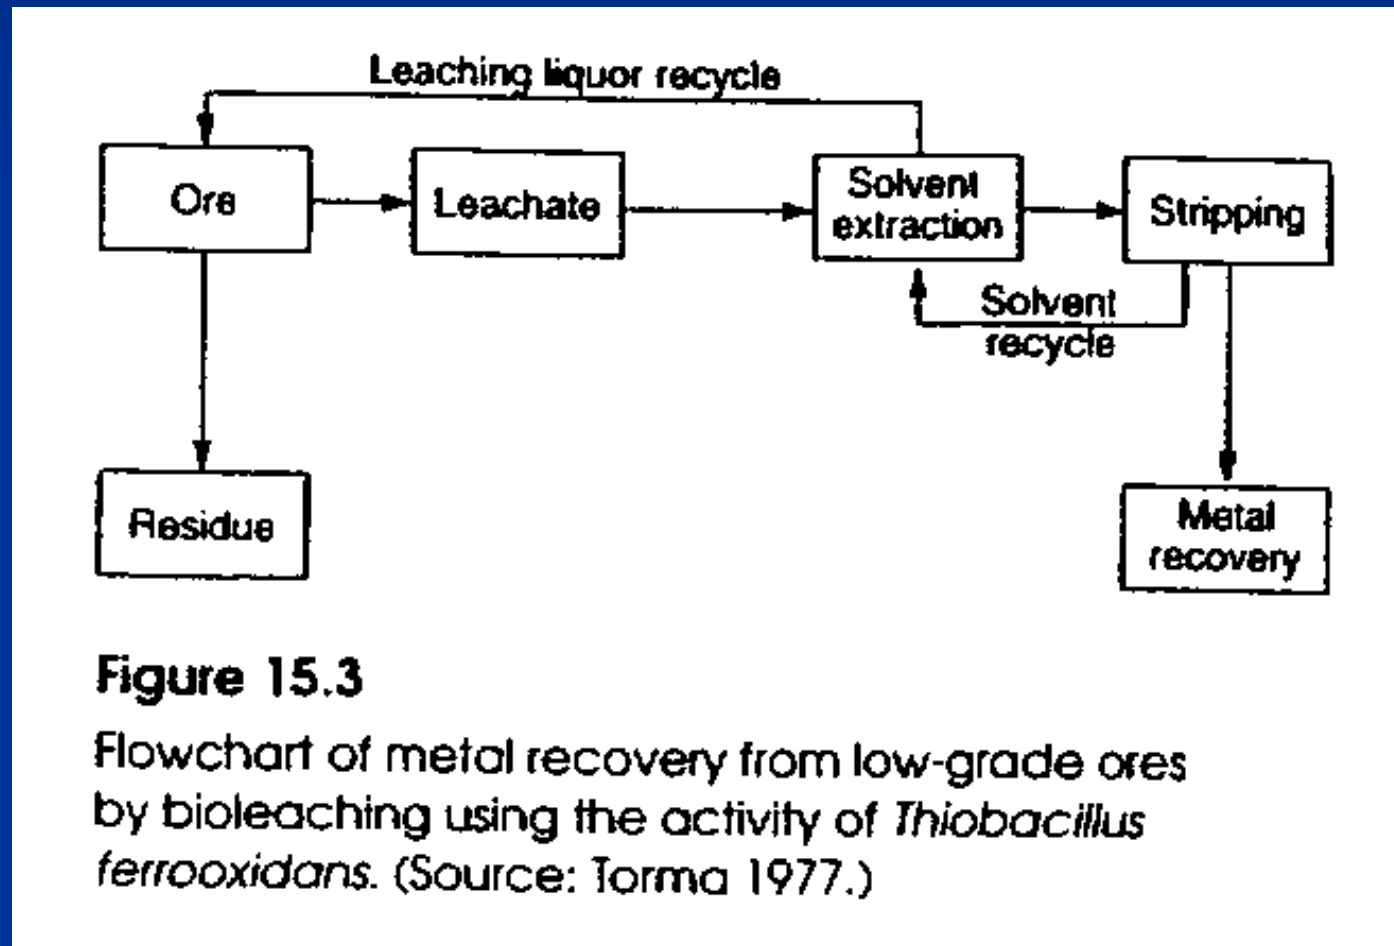 Leaching liquor recycle
Ore
Leachate
Solvent
extraction
Stripping
Solvent
recycle
Residue
Metal
recovery
Figure 15.3
Flowchart of metal recovery from low-grade ores
by bioleaching using the activity of Thiobacillus
ferrooxidans. (Source: Torma 1977.)